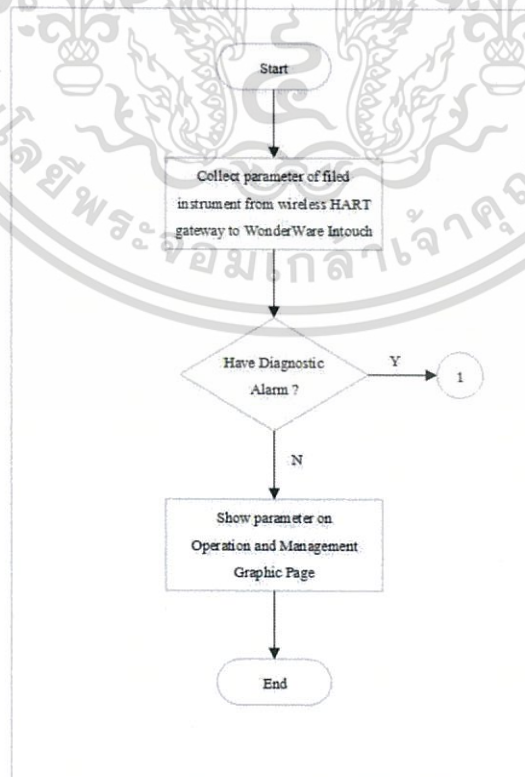 Start
Collect parameter of filed
instrument from wireless HART
gateway to WonderWare Intouch
Have Diagnostic
Alarm ?
Y
1
N
Show parameter on
Operation and Management
Graphic Page
End